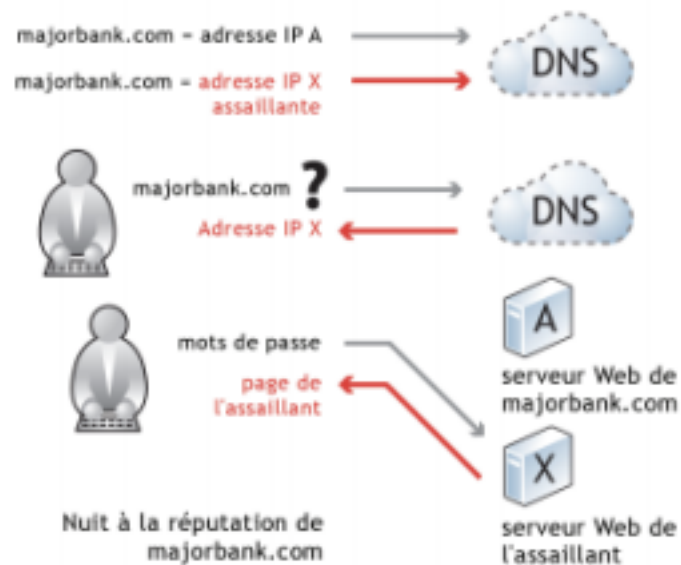 majorbank.com – adresse IP A
DNS
majorbank.com – adresse IP X
assaillante
majorbank.com ?
DNS
Adresse IP X
A
mots de passe
serveur Web de
majorbank.com
page de
l'assaillant
X
Nuit à la réputation de
majorbank.com
serveur Web de
l'assaillant